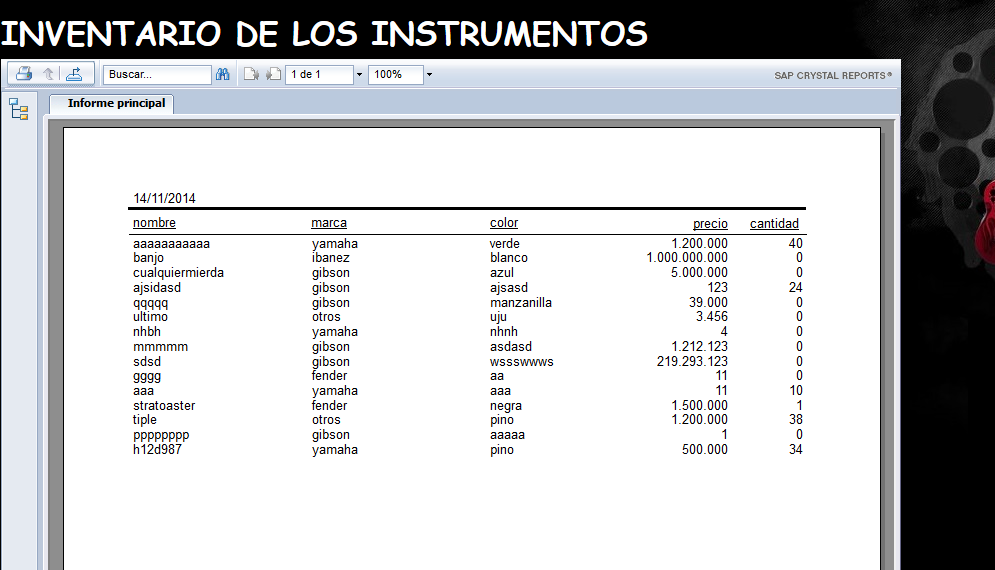 INVENTARIO DE LOS INSTRUMENTOS
Buscar... 1 de 1 100% SAP CRYSTAL REPORTS®
Informe principal
14/11/2014
nombre marca color precio cantidad
aaaaaaaaaaa yamaha verde 1.200.000 40
banjo ibanez blanco 1.000.000.000 0
cualquiermierda gibson azul 5.000.000 0
ajsidasd gibson ajsasd 123 24
qqqqq gibson manzanilla 39.000 0
ultimo otros uju 3.456 0
nhbh yamaha nhnh 4 0
mmmmm gibson asdasd 1.212.123 0
sdsd gibson wssswwws 219.293.123 0
gggg fender aa 11 0
aaa yamaha aaa 11 10
stratoaster fender negra 1.500.000 1
tiple otros pino 1.200.000 38
pppppppp gibson aaaaa 1 0
h12d987 yamaha pino 500.000 34